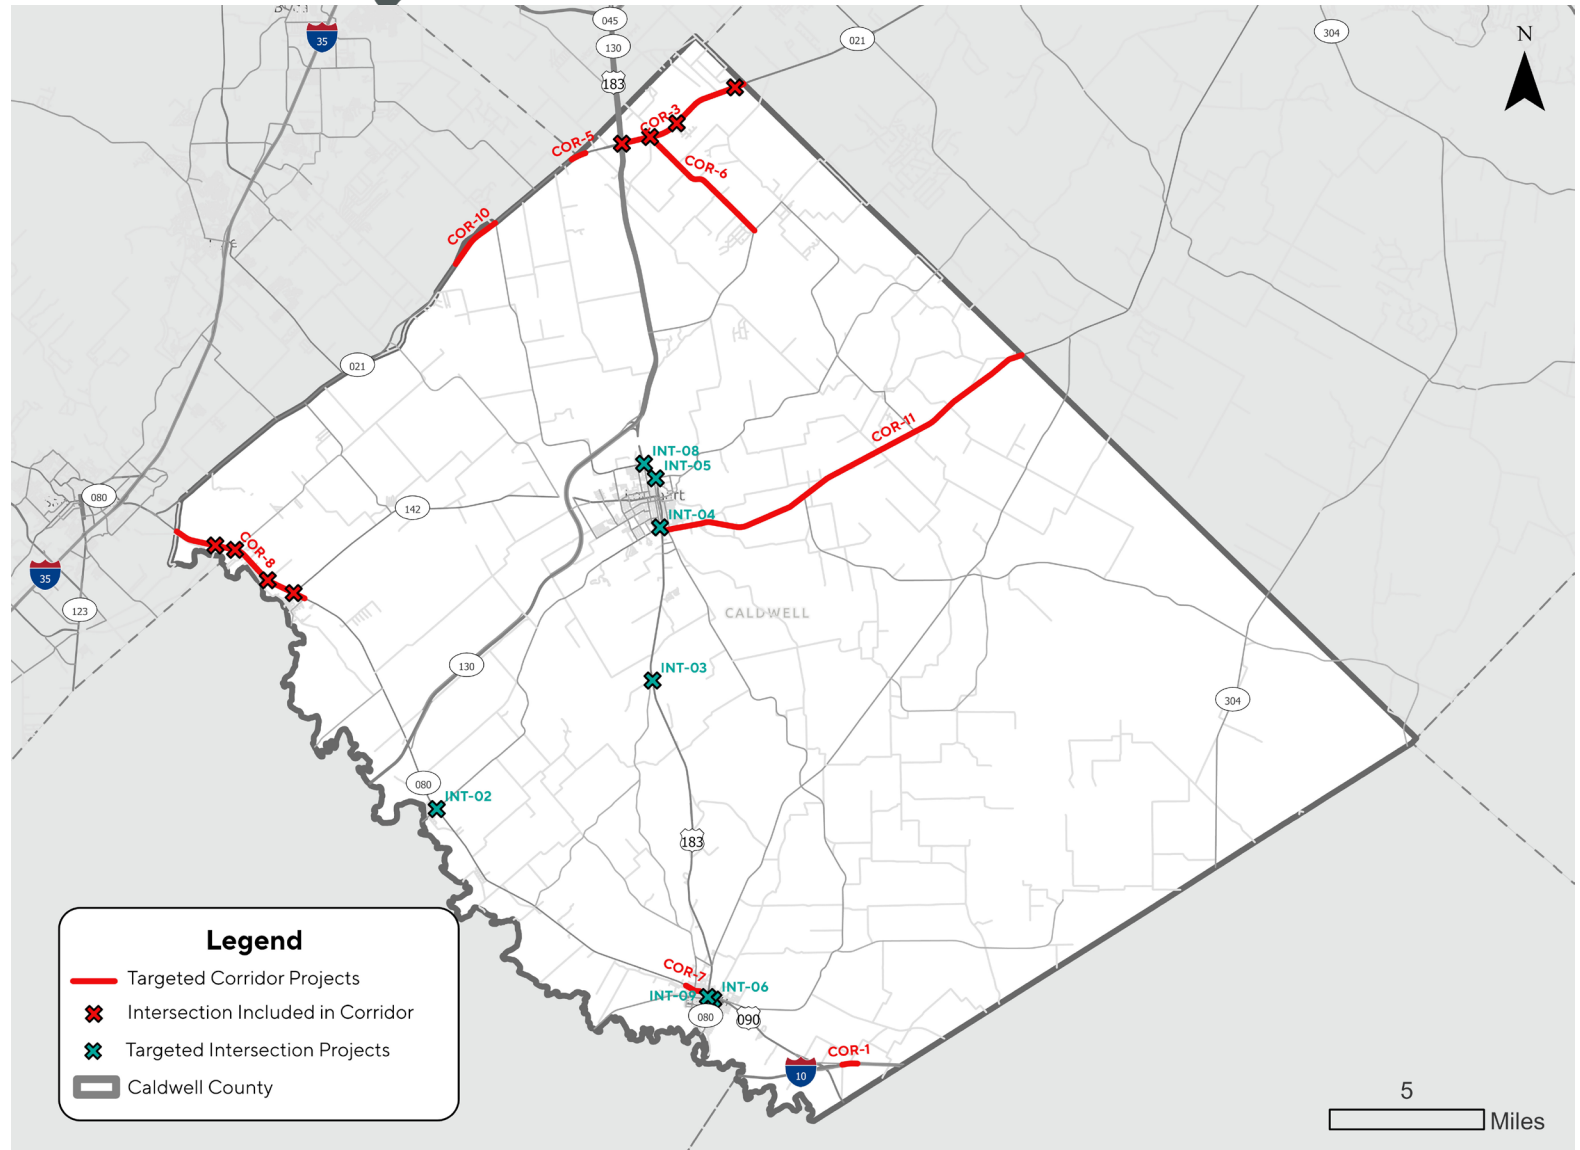 045
130
183
35
021
304
N
COR-3
COR-5
COR-6
COR-10
021
COR-11
INT-08
INT-05
080
142
INT-04
COR-8
35
123
CALDWELL
130
INT-03
304
080
INT-02
183
COR-7
INT-06
INT-09
080
090
COR-1
10
Legend
Targeted Corridor Projects
Intersection Included in Corridor
Targeted Intersection Projects
Caldwell County
5
Miles